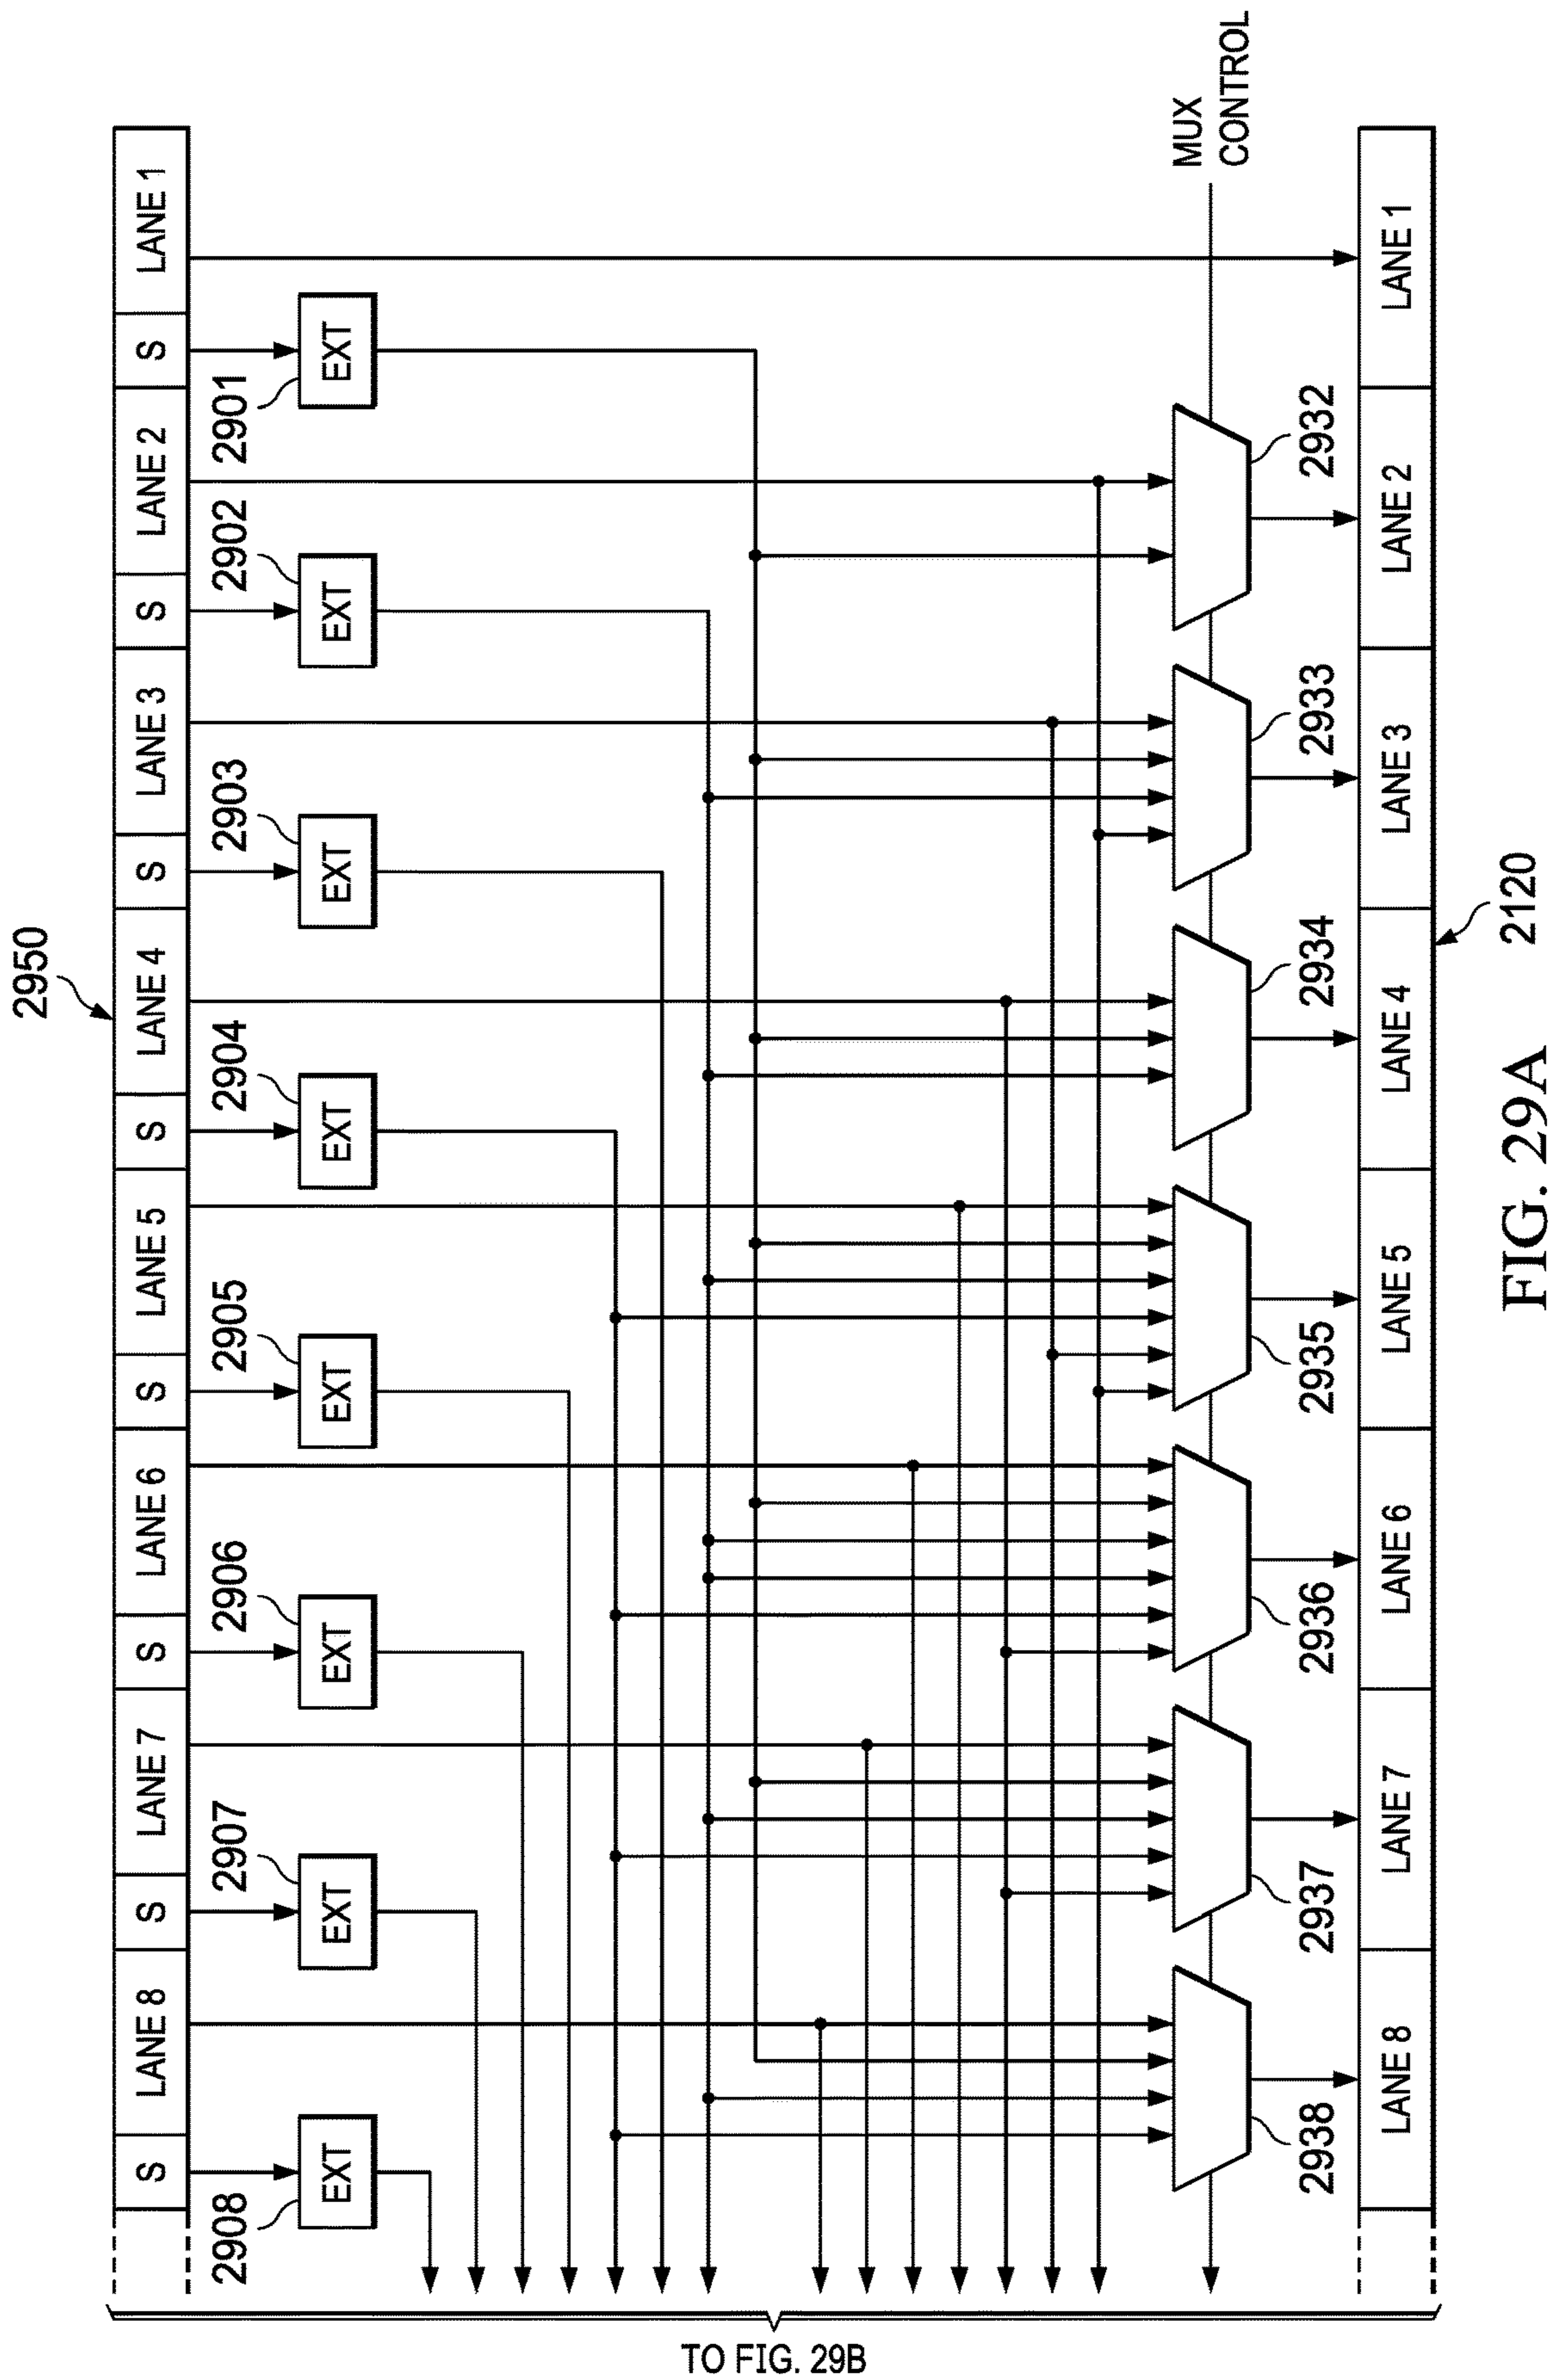 2950
LANE 8
S
LANE 7
S
LANE 6
S
LANE 5
S
LANE 4
S
LANE 3
S
LANE 2
S
LANE 1
S
2908
EXT
2907
EXT
2906
EXT
2905
EXT
2904
EXT
2903
EXT
2902
EXT
2901
EXT
TO FIG. 29B
MUX
CONTROL
2938
2937
2936
2935
2934
2933
2932
LANE 8
LANE 7
LANE 6
LANE 5
LANE 4
LANE 3
LANE 2
LANE 1
2120
FIG. 29A